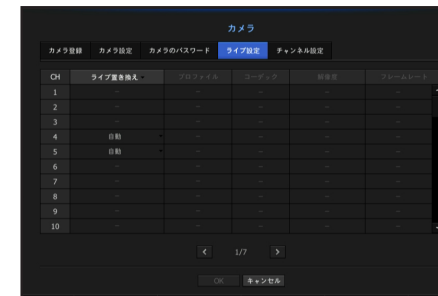 カメラ
カメラ登録 カメラ設定 カメラのパスワード ライブ設定 チャンネル設定
CH ライブ置き換え プロファイル コーデック 解像度 フレームレート
1 - - - - -
2 - - - - -
3 - - - - -
4 自動 - - - -
5 自動 - - - -
6 - - - - -
7 - - - - -
8 - - - - -
9 - - - - -
10 - - - - -
< 1/7 >
OK キャンセル